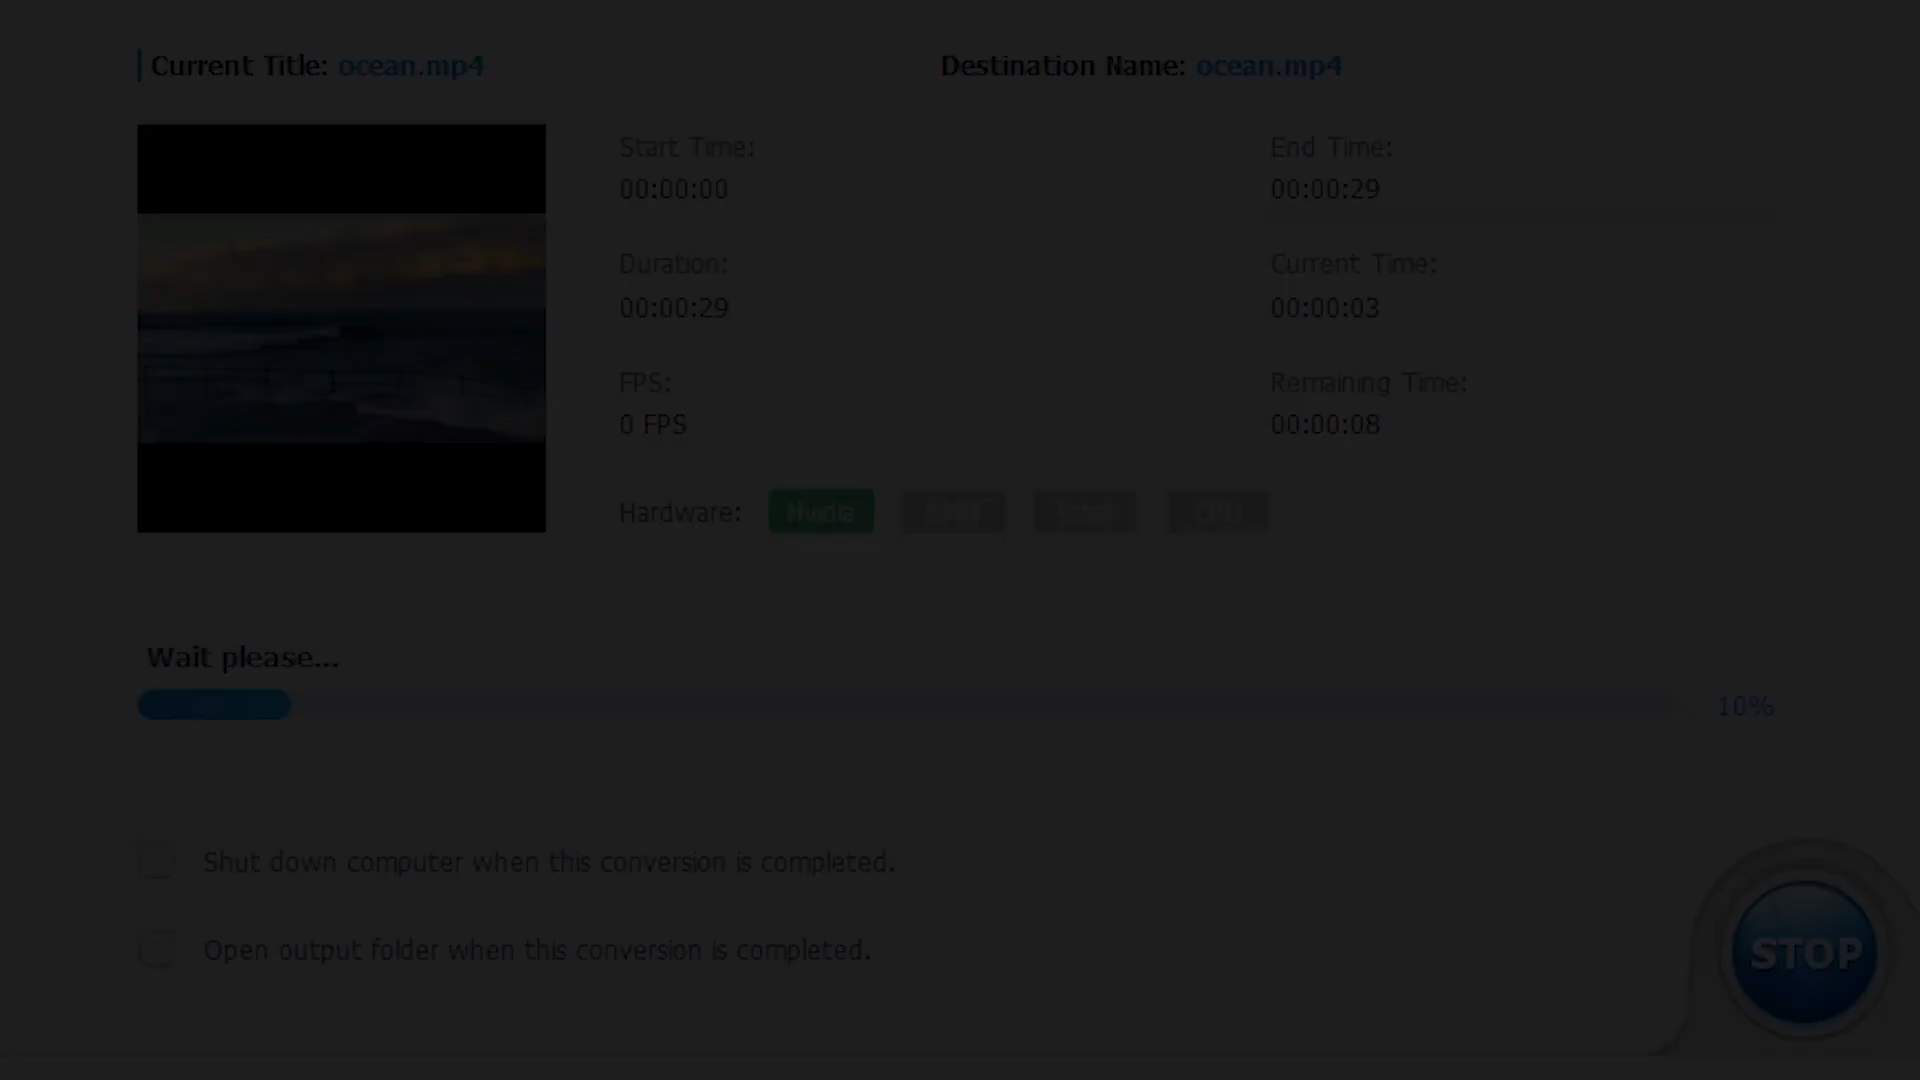 Current Title: ocean.mp4
Destination Name: ocean.mp4
Start Time:
00:00:00
End Time:
00:00:29
Duration:
00:00:29
Current Time:
00:00:03
FPS:
0 FPS
Remaining Time:
00:00:08
Hardware: Nvidia AMD Intel CPU
Wait please...
10%
Shut down computer when this conversion is completed.
Open output folder when this conversion is completed.
STOP